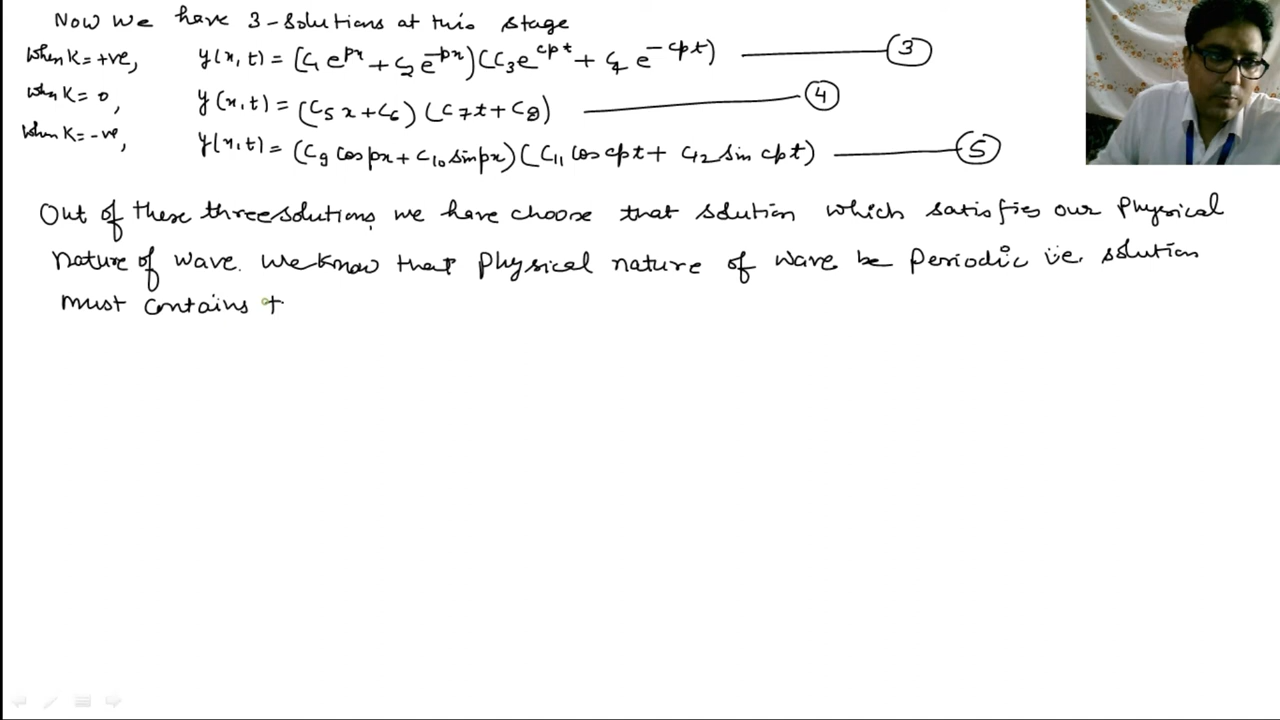 Now we have 3-solutions at this stage
When K=+ve, y(x,t) = (C1 e^px + C2 e^-px)(C3 e^cpt + C4 e^-cpt) ——— 3
When K=0, y(x,t) = (C5 x + C6) (C7 t + C8) ——— 4
When K=-ve, y(x,t) = (C9 cos px + C10 sin px)(C11 cos cpt + C12 sin cpt) ——— 5
Out of these three solutions, we have choose that solution which satisfies our Physical
nature of wave. We know that Physical nature of wave be Periodic i.e. solution
must contains t